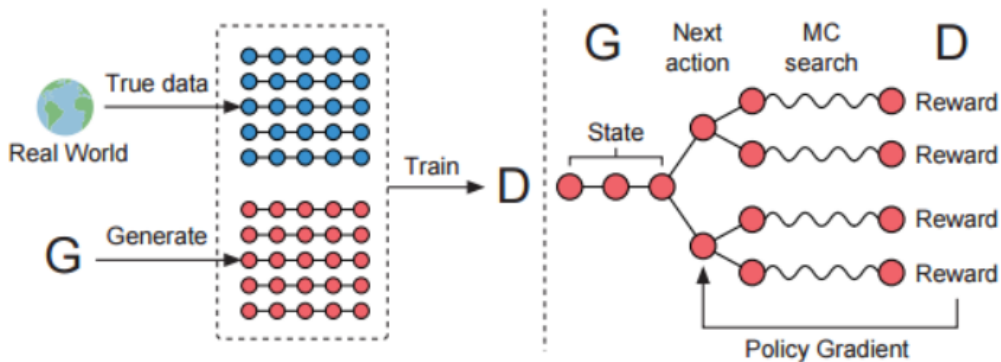 True data
Real World
G
Generate
Train
D
G
Next
action
MC
search
D
State
Reward
Reward
Reward
Reward
Policy Gradient